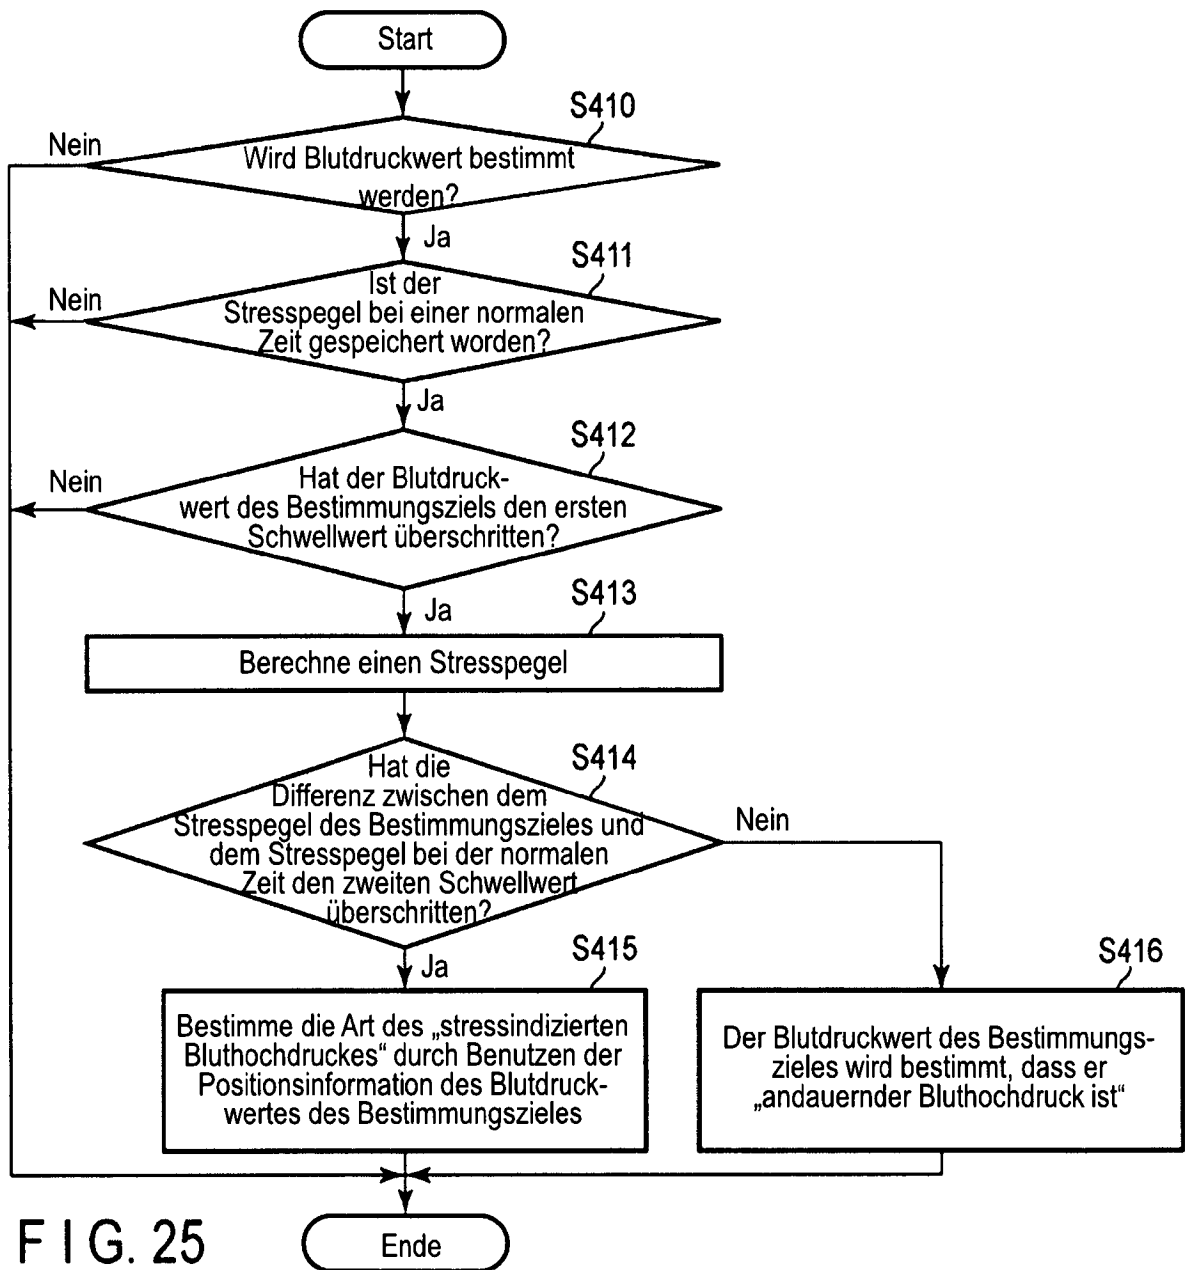 Start
S410
Nein
Wird Blutdruckwert bestimmt
werden?
Ja
S411
Nein
Ist der
Stresspegel bei einer normalen
Zeit gespeichert worden?
Ja
S412
Nein
Hat der Blutdruck-
wert des Bestimmungsziels den ersten
Schwellwert überschritten?
Ja
S413
Berechne einen Stresspegel
S414
Hat die
Differenz zwischen dem
Stresspegel des Bestimmungszieles und
dem Stresspegel bei der normalen
Zeit den zweiten Schwellwert
überschritten?
Nein
Ja
S415
Bestimme die Art des „stressindizierten
Bluthochdruckes“ durch Benutzen der
Positionsinformation des Blutdruck-
wertes des Bestimmungszieles
S416
Der Blutdruckwert des Bestimmungs-
zieles wird bestimmt, dass er
„andauernder Bluthochdruck ist“
Ende
FIG. 25